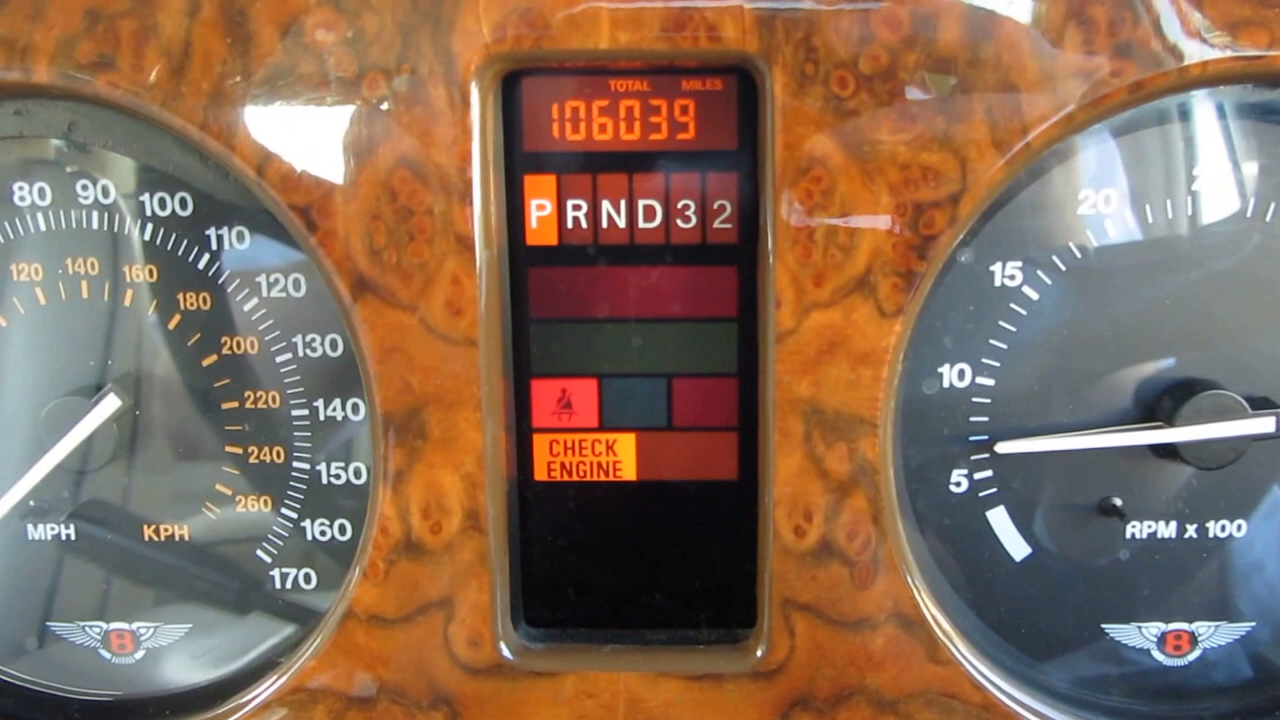 TOTAL MILES
106039
P R N D 3 2
CHECK
ENGINE
80 90 100 110 120 130 140 150 160 170
120 140 160 180 200 220 240 260
MPH KPH
B
5 10 15 20
RPM x 100
B